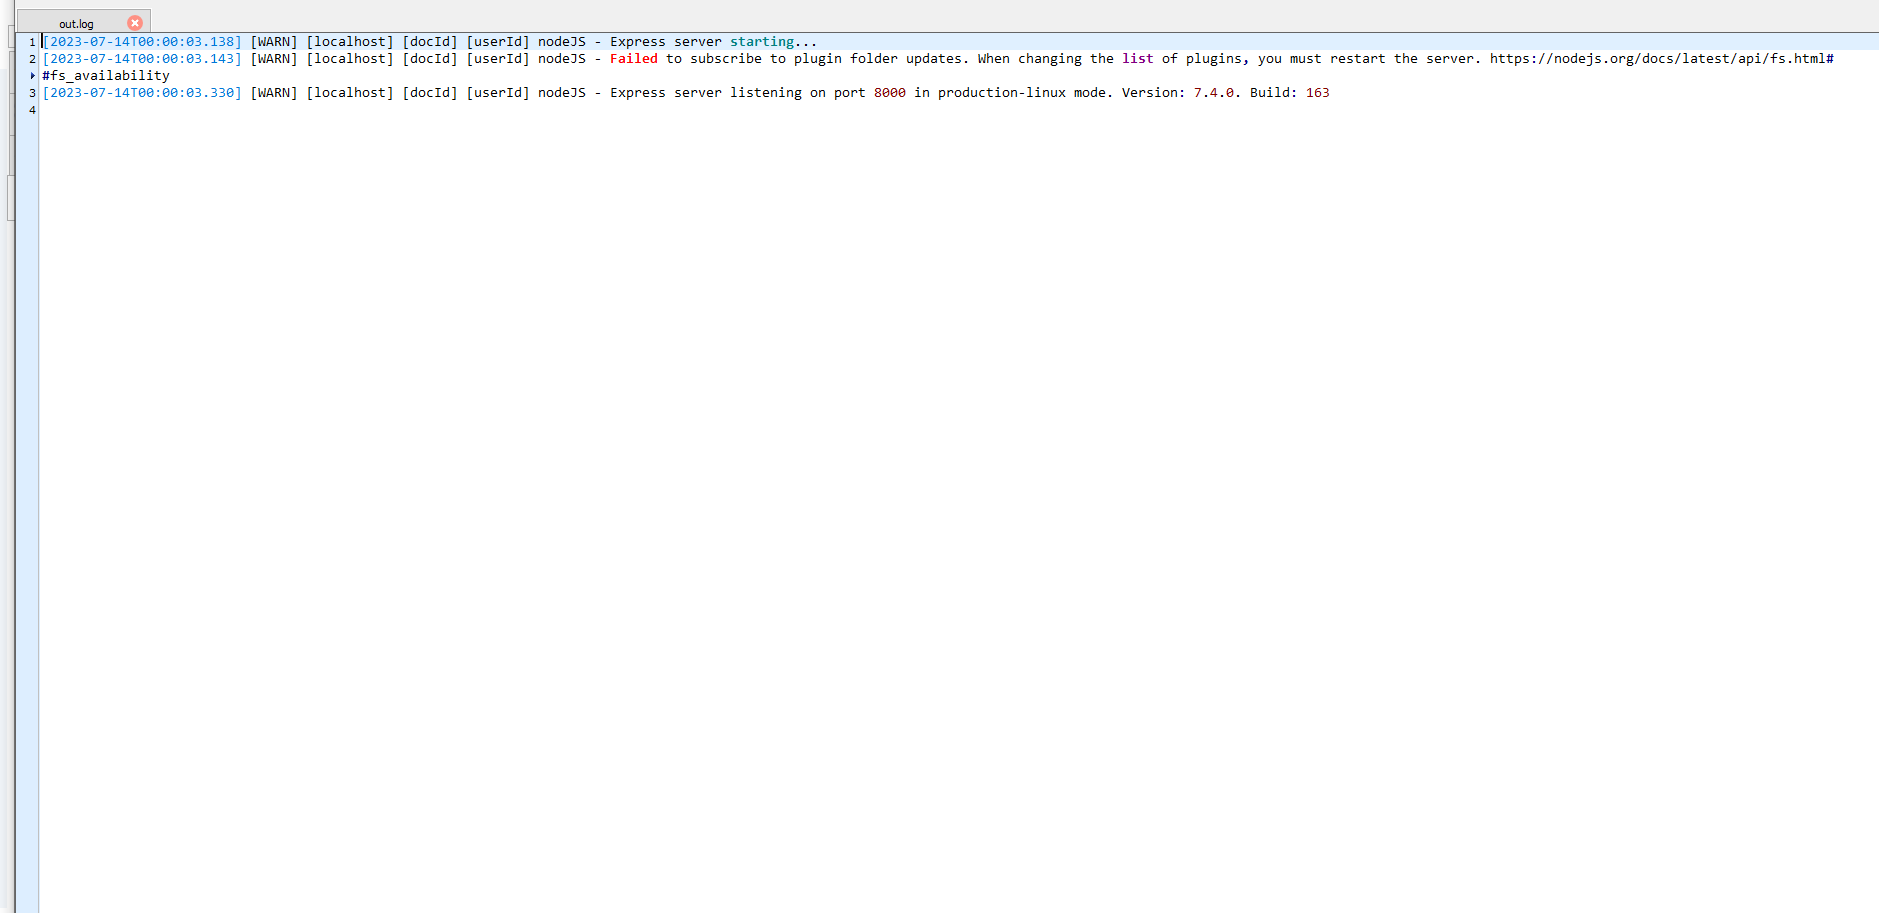 out.log
1 [2023-07-14T00:00:03.138] [WARN] [localhost] [docId] [userId] nodeJS - Express server starting...
2 [2023-07-14T00:00:03.143] [WARN] [localhost] [docId] [userId] nodeJS - Failed to subscribe to plugin folder updates. When changing the list of plugins, you must restart the server. https://nodejs.org/docs/latest/api/fs.html#
#fs_availability
3 [2023-07-14T00:00:03.330] [WARN] [localhost] [docId] [userId] nodeJS - Express server listening on port 8000 in production-linux mode. Version: 7.4.0. Build: 163
4